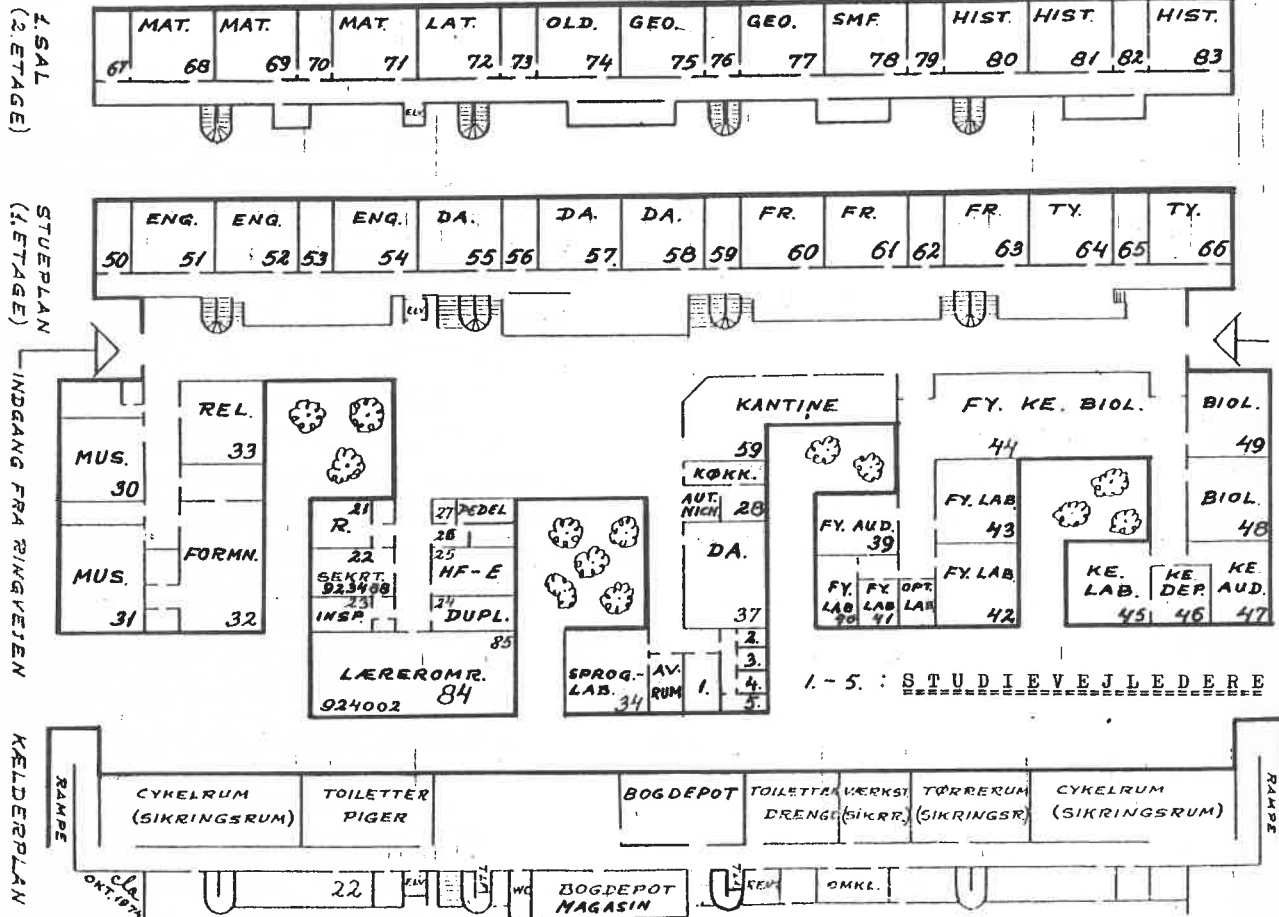 1. SAL
(2. ETAGE)
MAT. MAT. MAT. LAT. OLD. GEO. GEO. SMF. HIST. HIST. HIST.
67 68 69 70 71 72 73 74 75 76 77 78 79 80 81 82 83
ELV.
STUEPLAN
(1. ETAGE)
ENG. ENG. ENG. DA. DA. DA. FR. FR. FR. TY. TY.
50 51 52 53 54 55 56 57 58 59 60 61 62 63 64 65 66
ELV.
INDGANG FRA RINGVEJEN
MUS.
30
MUS.
31
REL.
33
FORMN.
32
21
R.
22
SEKRT.
923408
23
INSP.
27 PEDEL
26
25
HF-E
24
DUPL.
85
LÆREROMR.
84
924002
SPROG-
LAB.
34
AV.
RUM
1.
2.
3.
4.
5.
KANTINE
59
KØKK.
AUT.
NICH
28
DA.
37
FY. AUD.
39
FY.
LAB
40
FY.
LAB
41
OPT.
LAB
FY. KE. BIOL.
44
FY. LAB
43
FY. LAB.
42
KE.
LAB.
45
KE.
DEP.
46
KE.
AUD.
47
BIOL.
49
BIOL.
48
1.-5. : STUDIEVEJLEDERE
KÆLDERPLAN
RAMPE
CYKELRUM
(SIKRINGSRUM)
TOILETTER
PIGER
BOGDEPOT
TOILETTER
DRENGE
VÆRKST.
(SIKRR.)
TØRRERUM
(SIKRINGSR)
CYKELRUM
(SIKRINGSRUM)
RAMPE
22
ELV
WC
BOGDEPOT
MAGASIN
OMKL.
OKT. 1974